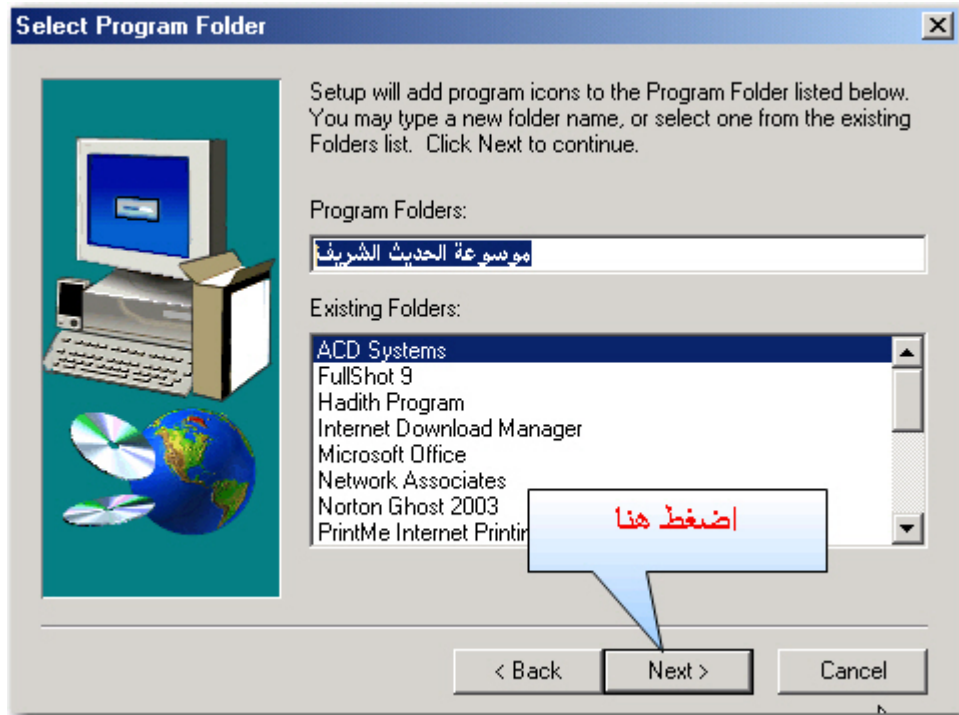 Select Program Folder
Setup will add program icons to the Program Folder listed below.
You may type a new folder name, or select one from the existing
Folders list. Click Next to continue.
Program Folders:
موسوعة الحديث الشريف
Existing Folders:
ACD Systems
FullShot 9
Hadith Program
Internet Download Manager
Microsoft Office
Network Associates
Norton Ghost 2003
PrintMe Internet Printin
اضغط هنا
< Back
Next >
Cancel